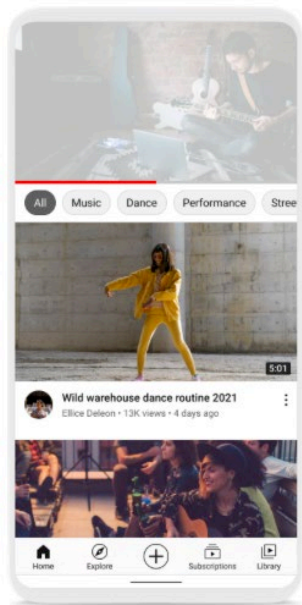 All Music Dance Performance Stree
5:01
Wild warehouse dance routine 2021
Ellice Deleon • 13K views • 4 days ago
Home Explore Subscriptions Library